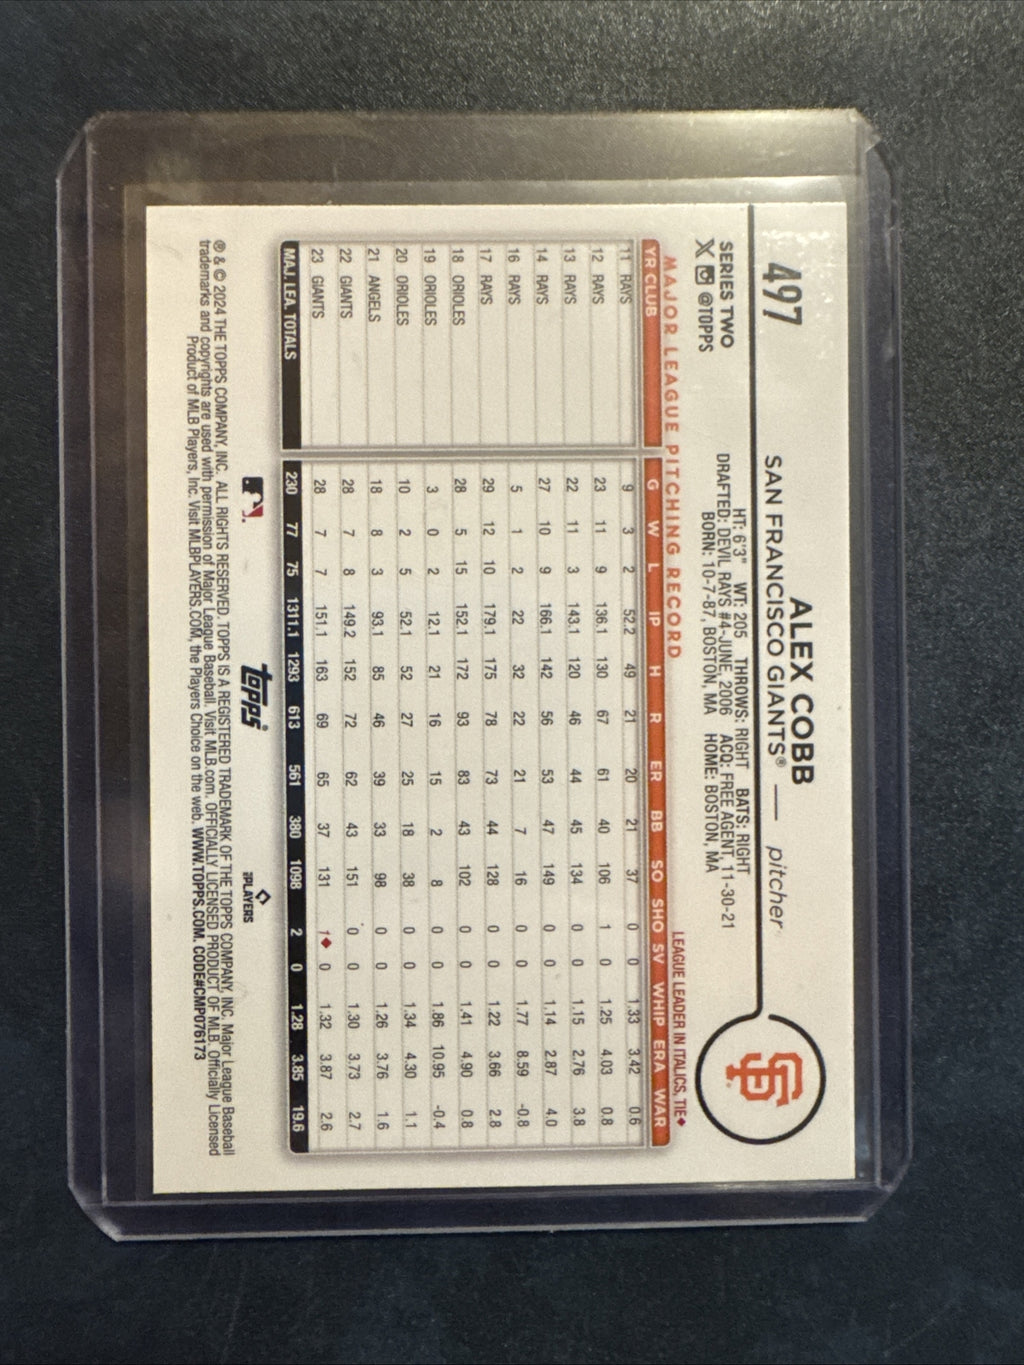 497
ALEX COBB
SAN FRANCISCO GIANTS® — pitcher
SERIES TWO
@TOPPS
HT: 6'3" WT: 205 THROWS: RIGHT BATS: RIGHT
DRAFTED: DEVIL RAYS #4-JUNE, 2006 ACQ: FREE AGENT, 11-30-21
BORN: 10-7-87, BOSTON, MA HOME: BOSTON, MA
SF
MAJOR LEAGUE PITCHING RECORD
LEAGUE LEADER IN ITALICS, TIE♦
YR CLUB G W L IP H R ER BB SO SHO SV WHIP ERA WAR
11 RAYS 9 3 2 52.2 49 21 20 21 37 0 0 1.33 3.42 0.6
12 RAYS 23 11 9 136.1 130 67 61 40 106 1 0 1.25 4.03 0.8
13 RAYS 22 11 3 143.1 120 46 44 45 134 0 0 1.15 2.76 3.8
14 RAYS 27 10 9 166.1 142 56 53 47 149 0 0 1.14 2.87 4.0
16 RAYS 5 1 2 22 32 22 21 7 16 0 0 1.77 8.59 -0.8
17 RAYS 29 12 10 179.1 175 78 73 44 128 0 0 1.22 3.66 2.8
18 ORIOLES 28 5 15 152.1 172 93 83 43 102 0 0 1.41 4.90 0.8
19 ORIOLES 3 0 2 12.1 21 16 15 2 8 0 0 1.86 10.95 -0.4
20 ORIOLES 10 2 5 52.1 52 27 25 18 38 0 0 1.34 4.30 1.1
21 ANGELS 18 8 3 93.1 85 46 39 33 98 0 0 1.26 3.76 1.6
22 GIANTS 28 7 8 149.2 152 72 62 43 151 0 0 1.30 3.73 2.7
23 GIANTS 28 7 7 151.1 163 69 65 37 131 1♦ 0 1.32 3.87 2.6
MAJ. LEA. TOTALS 230 77 75 1311.1 1293 613 561 380 1098 2 0 1.28 3.85 19.6
topps®
PLAYERS
® & © 2024 THE TOPPS COMPANY, INC. ALL RIGHTS RESERVED. TOPPS IS A REGISTERED TRADEMARK OF THE TOPPS COMPANY, INC. Major League Baseball
trademarks and copyrights are used with permission of Major League Baseball. Visit MLB.com. OFFICIALLY LICENSED PRODUCT OF MLB. Officially Licensed
Product of MLB Players, Inc. Visit MLBPLAYERS.COM, the Players Choice on the web. WWW.TOPPS.COM. CODE#CMP076173